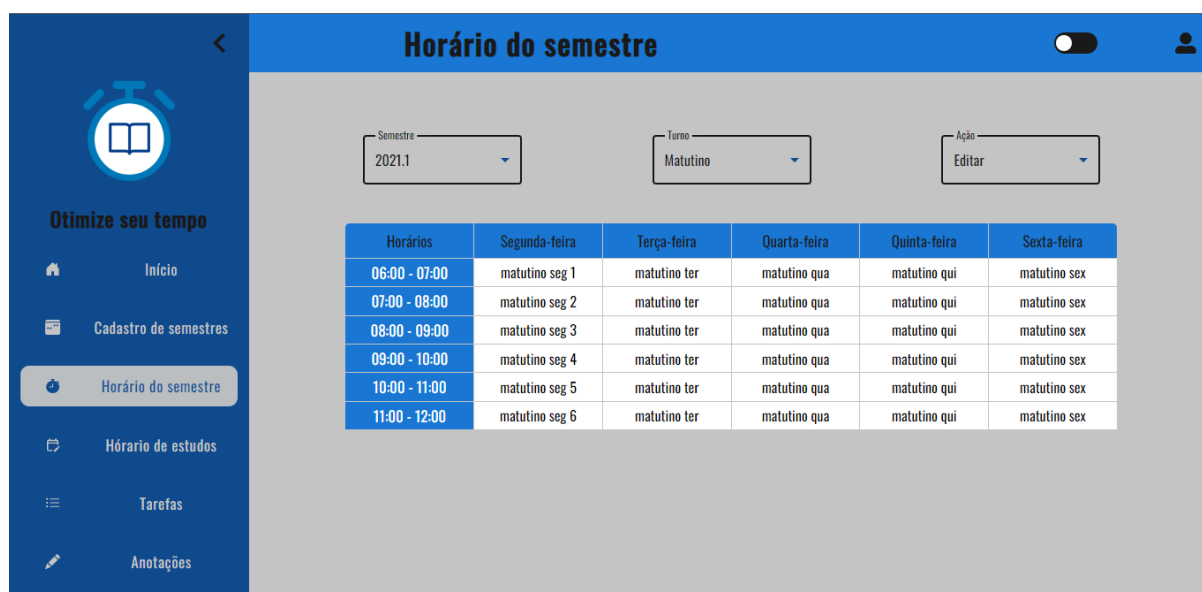 Horário do semestre
Otimize seu tempo
Início
Cadastro de semestres
Horário do semestre
Hórario de estudos
Tarefas
Anotações
Semestre Turno Ação
2021.1 Matutino Editar
Horários Segunda-feira Terça-feira Quarta-feira Quinta-feira Sexta-feira
06:00 - 07:00 matutino seg 1 matutino ter matutino qua matutino qui matutino sex
07:00 - 08:00 matutino seg 2 matutino ter matutino qua matutino qui matutino sex
08:00 - 09:00 matutino seg 3 matutino ter matutino qua matutino qui matutino sex
09:00 - 10:00 matutino seg 4 matutino ter matutino qua matutino qui matutino sex
10:00 - 11:00 matutino seg 5 matutino ter matutino qua matutino qui matutino sex
11:00 - 12:00 matutino seg 6 matutino ter matutino qua matutino qui matutino sex